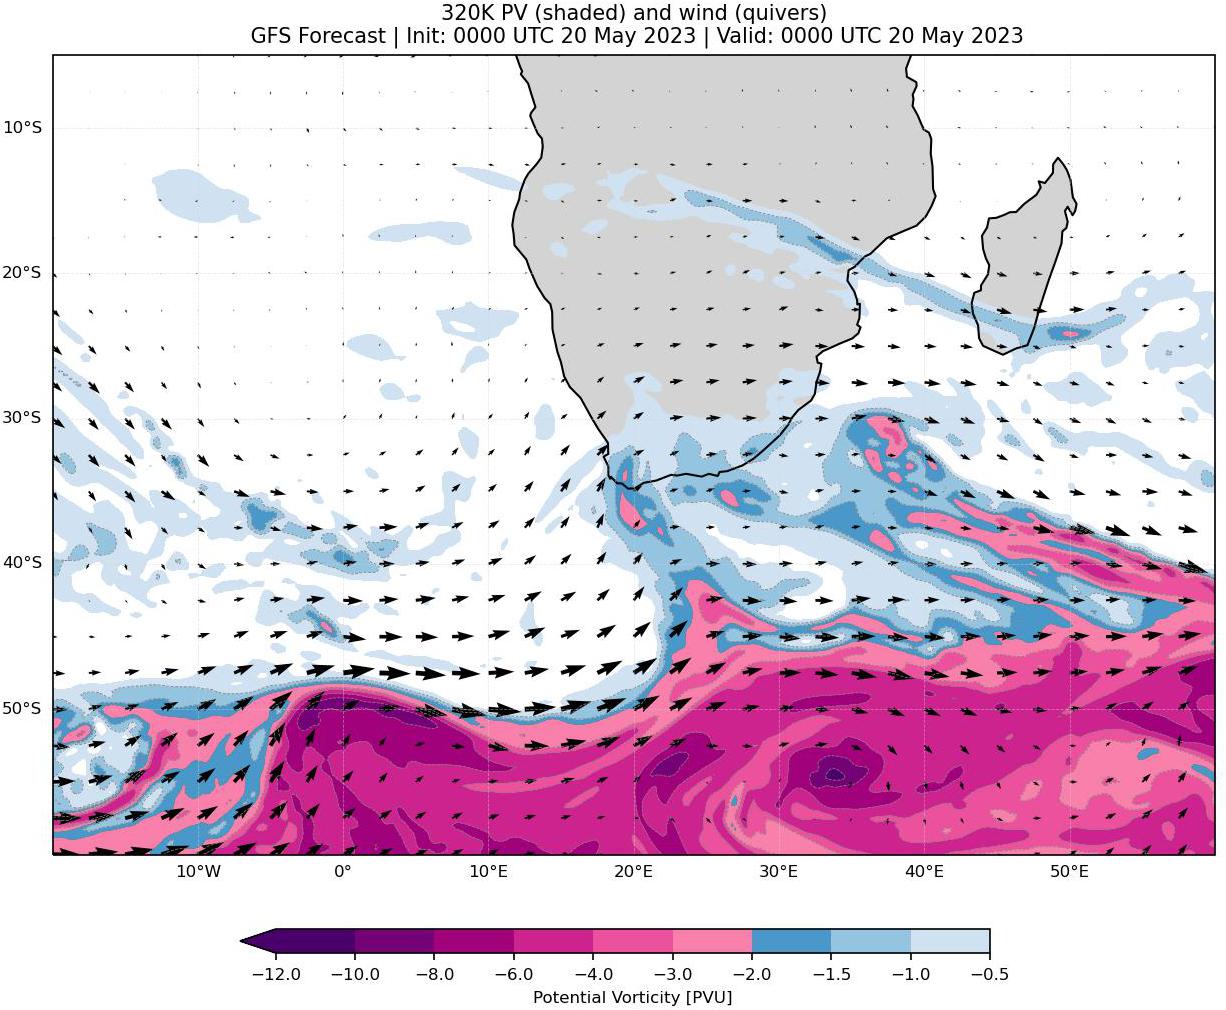 320K PV (shaded) and wind (quivers)
GFS Forecast | Init: 0000 UTC 20 May 2023 | Valid: 0000 UTC 20 May 2023
10°S
20°S
30°S
40°S
50°S
10°W 0° 10°E 20°E 30°E 40°E 50°E
−12.0 −10.0 −8.0 −6.0 −4.0 −3.0 −2.0 −1.5 −1.0 −0.5
Potential Vorticity [PVU]